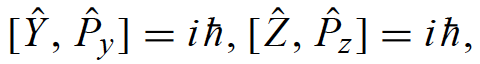 [Ŷ, P̂_y] = iħ, [Ẑ, P̂_z] = iħ,